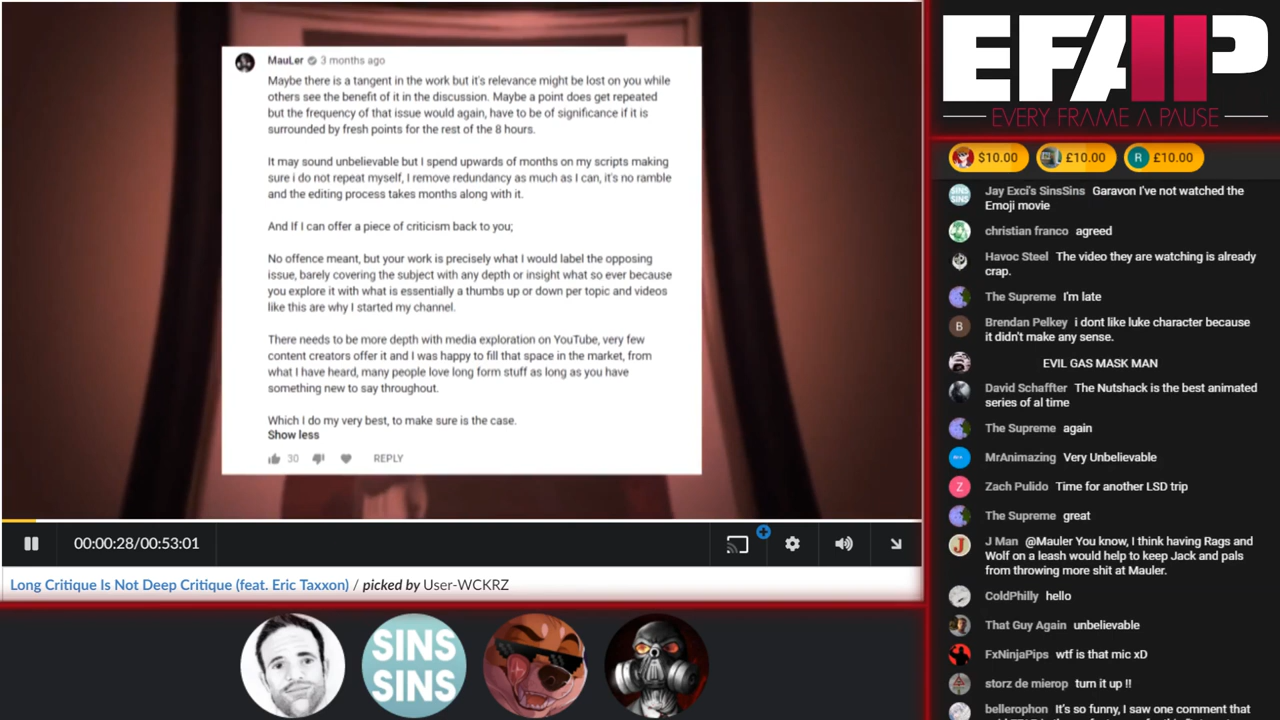 MauLer 3 months ago
Maybe there is a tangent in the work but it's relevance might be lost on you while
others see the benefit of it in the discussion. Maybe a point does get repeated
but the frequency of that issue would again, have to be of significance if it is
surrounded by fresh points for the rest of the 8 hours.
It may sound unbelievable but I spend upwards of months on my scripts making
sure i do not repeat myself, I remove redundancy as much as I can, it's no ramble
and the editing process takes months along with it.
And If I can offer a piece of criticism back to you;
No offence meant, but your work is precisely what I would label the opposing
issue, barely covering the subject with any depth or insight what so ever because
you explore it with what is essentially a thumbs up or down per topic and videos
like this are why I started my channel.
There needs to be more depth with media exploration on YouTube, very few
content creators offer it and I was happy to fill that space in the market, from
what I have heard, many people love long form stuff as long as you have
something new to say throughout.
Which I do my very best, to make sure is the case.
Show less
30 REPLY
00:00:28/00:53:01
Long Critique Is Not Deep Critique (feat. Eric Taxxon) / picked by User-WCKRZ
SINS
SINS
EFAP
EVERY FRAME A PAUSE
$10.00 £10.00 R £10.00
SINS
SINS
Jay Exci's SinsSins Garavon I've not watched the
Emoji movie
christian franco agreed
Havoc Steel The video they are watching is already
crap.
The Supreme I'm late
B
Brendan Pelkey i dont like luke character because
it didn't make any sense.
EVIL GAS MASK MAN
David Schaffter The Nutshack is the best animated
series of al time
The Supreme again
MrAnimazing Very Unbelievable
Z
Zach Pulido Time for another LSD trip
The Supreme great
J
J Man @Mauler You know, I think having Rags and
Wolf on a leash would help to keep Jack and pals
from throwing more shit at Mauler.
ColdPhilly hello
That Guy Again unbelievable
FxNinjaPips wtf is that mic xD
storz de mierop turn it up !!
bellerophon It's so funny, I saw one comment that